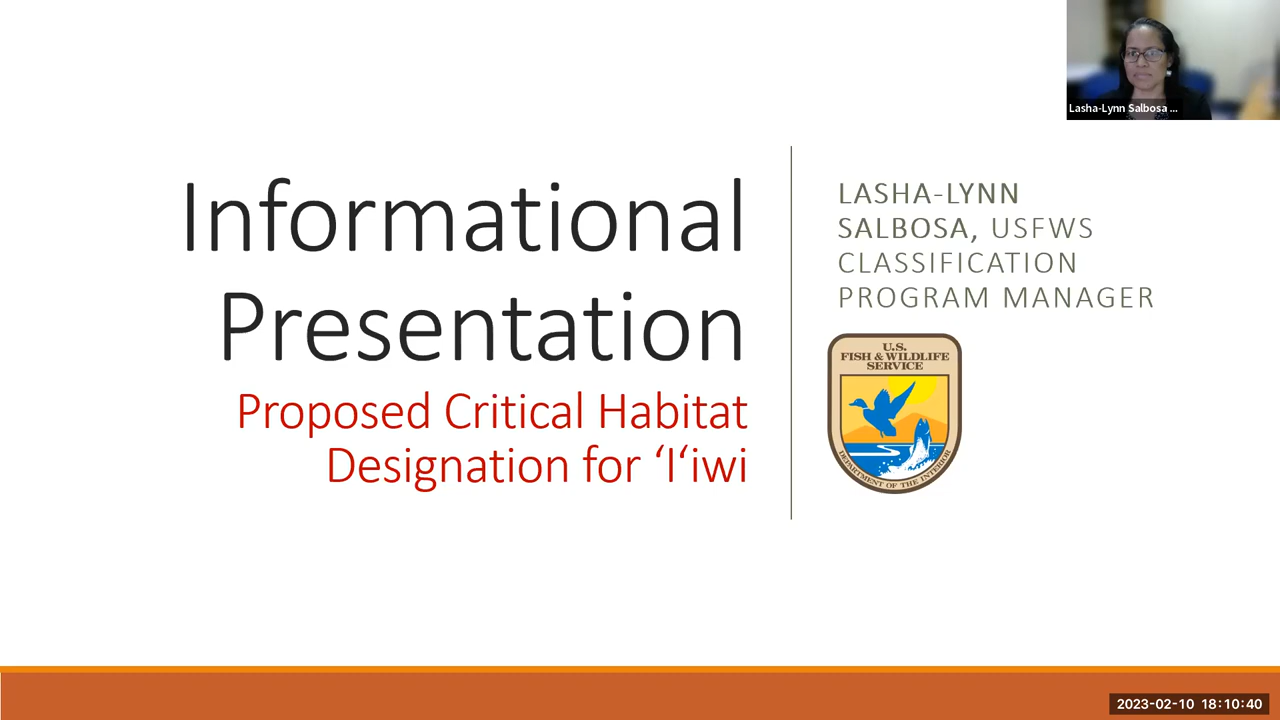 Lasha-Lynn Salbosa ...
Informational
Presentation
Proposed Critical Habitat
Designation for ‘I‘iwi
LASHA-LYNN
SALBOSA, USFWS
CLASSIFICATION
PROGRAM MANAGER
U.S.
FISH & WILDLIFE
SERVICE
DEPARTMENT OF THE INTERIOR
2023-02-10 18:10:40